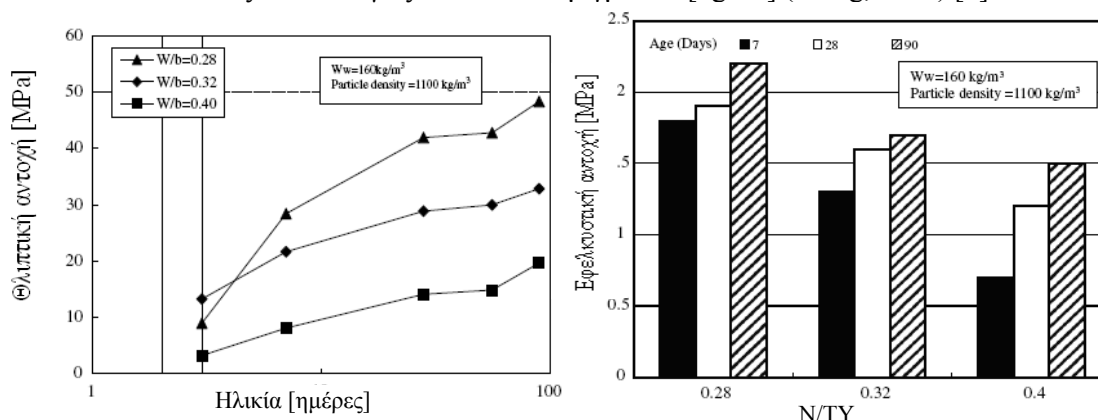 W/b=0.28
W/b=0.32
W/b=0.40
Ww=160kg/m³
Particle density =1100 kg/m³
Θλιπτική αντοχή [MPa]
60
50
40
30
20
10
0
1
100
Ηλικία [ημέρες]
Age (Days) 7 28 90
Ww=160 kg/m³
Particle density =1100 kg/m³
Εφελκυστική αντοχή [MPa]
2.5
2
.5
1
0.5
0
0.28
0.32
0.4
N/TY